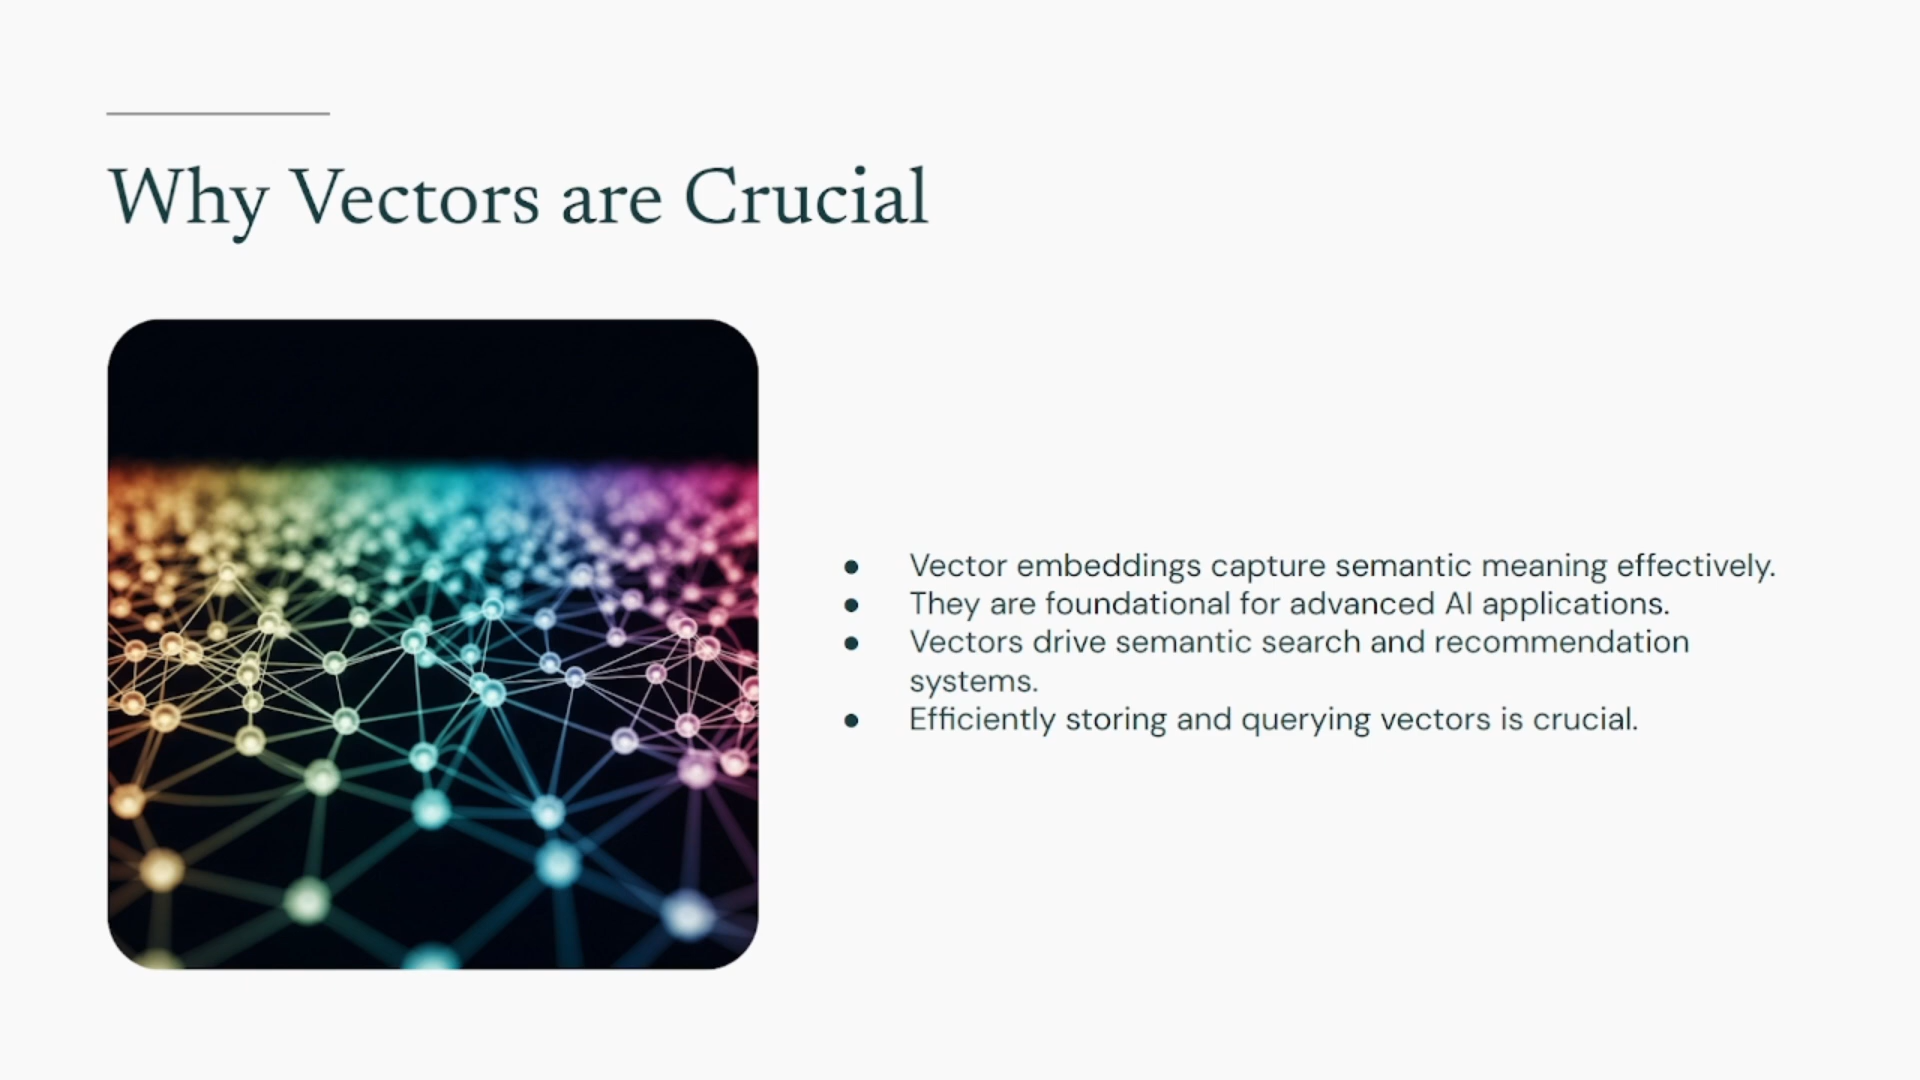 Why Vectors are Crucial
● Vector embeddings capture semantic meaning effectively.
● They are foundational for advanced AI applications.
● Vectors drive semantic search and recommendation
systems.
● Efficiently storing and querying vectors is crucial.